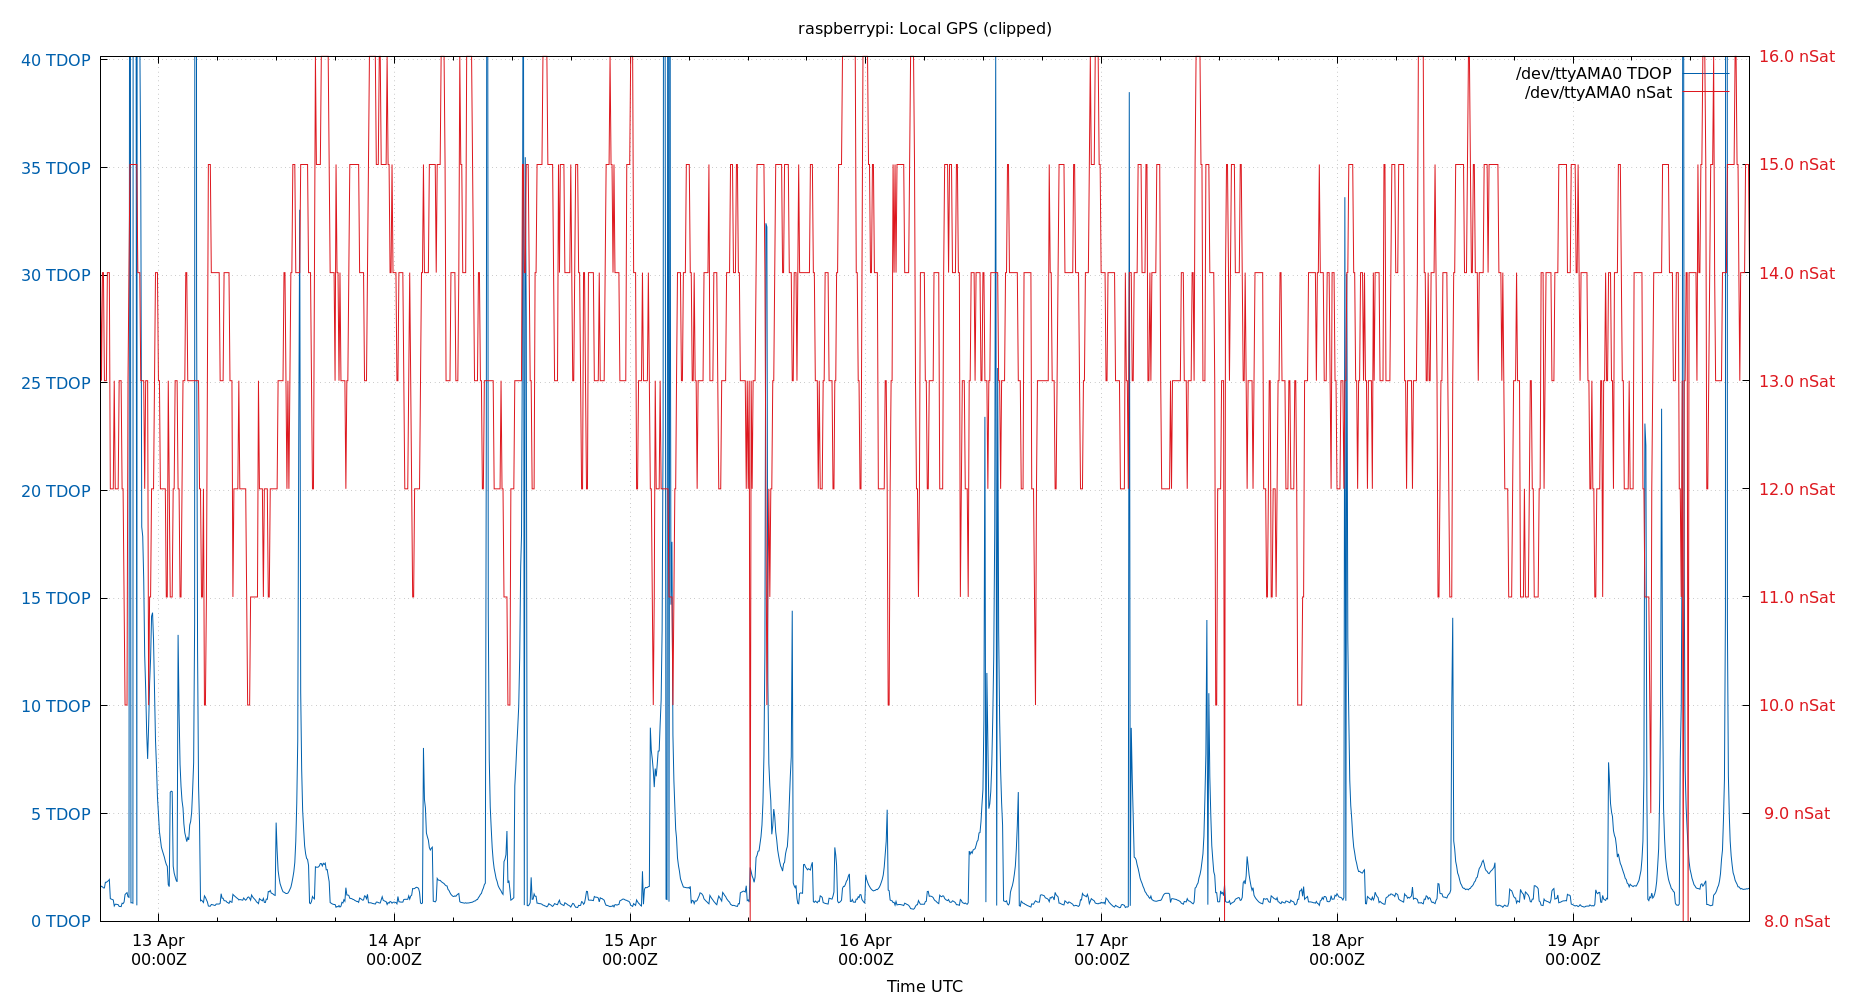 raspberrypi: Local GPS (clipped)
40 TDOP
35 TDOP
30 TDOP
25 TDOP
20 TDOP
15 TDOP
10 TDOP
5 TDOP
0 TDOP
16.0 nSat
15.0 nSat
14.0 nSat
13.0 nSat
12.0 nSat
11.0 nSat
10.0 nSat
9.0 nSat
8.0 nSat
/dev/ttyAMA0 TDOP
/dev/ttyAMA0 nSat
13 Apr
00:00Z
14 Apr
00:00Z
15 Apr
00:00Z
16 Apr
00:00Z
17 Apr
00:00Z
18 Apr
00:00Z
19 Apr
00:00Z
Time UTC